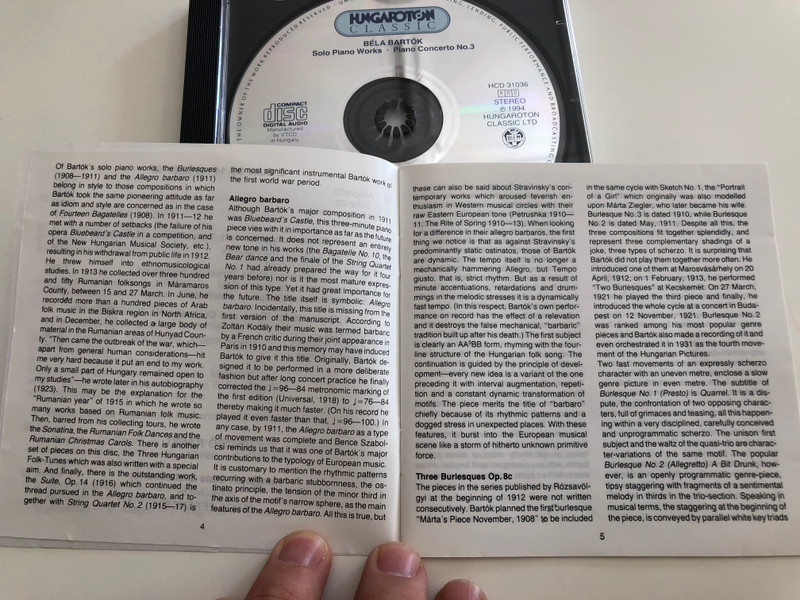 HUNGAROTON
CLASSIC
BÉLA BARTÓK
Solo Piano Works · Piano Concerto No.3
COMPACT
disc
DIGITAL AUDIO
Manufactured
by VTCD
in Hungary
HCD 31036
STEREO
℗ 1994
HUNGAROTON
CLASSIC LTD
Of Bartók's solo piano works, the Burlesques
(1908—1911) and the Allegro barbaro (1911)
belong in style to those compositions in which
Bartók took the same pioneering attitude as far
as idiom and style are concerned as in the case
of Fourteen Bagatelles (1908). In 1911—12 he
met with a number of setbacks (the failure of his
opera Bluebeard's Castle in a competition, and
of the New Hungarian Musical Society, etc.),
resulting in his withdrawal from public life in 1912.
He threw himself into ethnomusicological
studies. In 1913 he collected over three hundred
and fifty Rumanian folksongs in Máramaros
County, between 15 and 27 March. In June, he
recorded more than a hundred pieces of Arab
folk music in the Biskra region in North Africa,
and in December, he collected a large body of
material in the Rumanian areas of Hunyad Coun-
ty. "Then came the outbreak of the war, which—
apart from general human considerations—hit
me very hard because it put an end to my work.
Only a small part of Hungary remained open to
my studies"—he wrote later in his autobiography
(1923). This may be the explanation for the
"Rumanian year" of 1915 in which he wrote so
many works based on Rumanian folk music.
Then, barred from his collecting tours, he wrote
the Sonatina, the Rumanian Folk Dances and the
Rumanian Christmas Carols. There is another
set of pieces on this disc, the Three Hungarian
Folk-Tunes which was also written with a special
aim. And finally, there is the outstanding work,
the Suite, Op.14 (1916) which continued the
thread pursued in the Allegro barbaro, and to-
gether with String Quartet No.2 (1915—17) is
4
the most significant instrumental Bartók work of
the first world war period.
Allegro barbaro
Although Bartók's major composition in 1911
was Bluebeard's Castle, this three-minute piano
piece vies with it in importance as far as the future
is concerned. It does not represent an entirely
new tone in his works (the Bagatelle No.10, the
Bear dance and the finale of the String Quartet
No.1 had already prepared the way for it four
years before) nor is it the most mature expres-
sion of this type. Yet it had great importance for
the future. The title itself is symbolic: Allegro
barbaro. Incidentally, this title is missing from the
first version of the manuscript. According to
Zoltán Kodály their music was termed barbaric
by a French critic during their joint appearance in
Paris in 1910 and this memory may have induced
Bartók to give it this title. Originally, Bartók de-
signed it to be performed in a more deliberate
fashion but after long concert practice he finally
corrected the ♩=96—84 metronomic marking of
the first edition (Universal, 1918) to ♩=76—84
thereby making it much faster. (On his record he
played it even faster than that, ♩=96—100.) In
any case, by 1911, the Allegro barbaro as a type
of movement was complete and Bence Szabol-
csi reminds us that it was one of Bartók's major
contributions to the typology of European music.
It is customary to mention the rhythmic patterns
recurring with a barbaric stubbornness, the os-
tinato principle, the tension of the minor third in
the axis of the motif's narrow sphere, as the main
features of the Allegro barbaro. All this is true, but
these can also be said about Stravinsky's con-
temporary works which aroused feverish en-
thusiasm in Western musical circles with their
raw Eastern European tone (Petrushka 1910—
11, The Rite of Spring 1910—13). When looking
for a difference in their allegro barbaros, the first
thing we notice is that as against Stravinsky's
predominantly static ostinatos, those of Bartók
are dynamic. The tempo itself is no longer a
mechanically hammering Allegro, but Tempo
giusto, that is, strict rhythm. But as a result of
minute accentuations, retardations and drum-
mings in the melodic stresses it is a dynamically
fast tempo. (In this respect, Bartók's own perfor-
mance on record has the effect of a relevation
and it destroys the false mechanical, "barbaric"
tradition built up after his death.) The first subject
is clearly an AA⁵BB form, rhyming with the four-
line structure of the Hungarian folk song. The
continuation is guided by the principle of devel-
opment—every new idea is a variant of the one
preceding it with interval augmentation, repeti-
tion and a constant dynamic transformation of
motifs. The piece merits the title of "barbaro"
chiefly because of its rhythmic patterns and a
dogged stress in unexpected places. With these
features, it burst into the European musical
scene like a storm of hitherto unknown primitive
force.
Three Burlesques Op.8c
The pieces in the series published by Rózsavöl-
gyi at the beginning of 1912 were not written
consecutively. Bartók planned the first burlesque
"Márta's Piece November, 1908" to be included
in the same cycle with Sketch No.1, the "Portrait
of a Girl" which originally was also modelled
upon Márta Ziegler, who later became his wife.
Burlesque No.3 is dated 1910, while Burlesque
No.2 is dated May, 1911. Despite all this, the
three compositions fit together splendidly, and
represent three complementary shadings of a
joke, three types of scherzo. It is surprising that
Bartók did not play them together more often. He
introduced one of them at Marosvásárhely on 20
April, 1912; on 1 February, 1913, he performed
"Two Burlesques" at Kecskemét. On 27 March,
1921 he played the third piece and finally, he
introduced the whole cycle at a concert in Buda-
pest on 12 November, 1921. Burlesque No.2
was ranked among his most popular genre
pieces and Bartók also made a recording of it and
even orchestrated it in 1931 as the fourth move-
ment of the Hungarian Pictures.
Two fast movements of an expressly scherzo
character with an uneven metre, enclose a slow
genre picture in even metre. The subtitle of
Burlesque No.1 (Presto) is Quarrel. It is a dis-
pute, the confrontation of two opposing charac-
ters, full of grimaces and teasing, all this happen-
ing within a very disciplined, carefully conceived
and unprogrammatic scherzo. The unison first
subject and the waltz of the quasi-trio are charac-
ter-variations of the same motif. The popular
Burlesque No.2 (Allegretto) A Bit Drunk, how-
ever, is an openly programmatic genre-piece,
tipsy staggering with fragments of a sentimental
melody in thirds in the trio-section. Speaking in
musical terms, the staggering at the beginning of
the piece, is conveyed by parallel white key triads
5